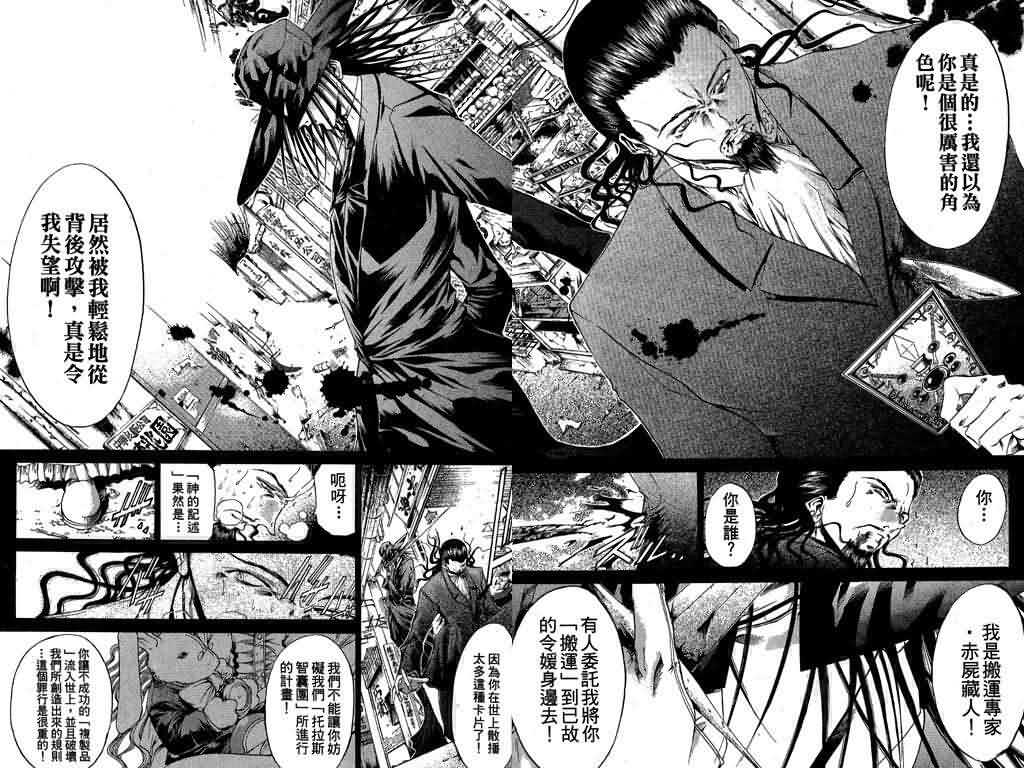 真是的…我還以為
你是個很厲害的角
色呢！
居然被我輕鬆地從
背後攻擊，真是令
我失望啊！
你…
你是誰？
我是搬運專家
・赤屍藏人！
有人委託我將你
「搬運」到已故
的令媛身邊去！
因為你在世上散播
太多這種卡片了！
呃呀…
「神的記述
」果然是…
我們不能讓你妨
礙我們「托拉斯
智囊團」所進行
的計畫！
你讓不成功的「複製品
」流入世上，並且破壞
我們所創造出來的規則
…這個罪行是很重的！